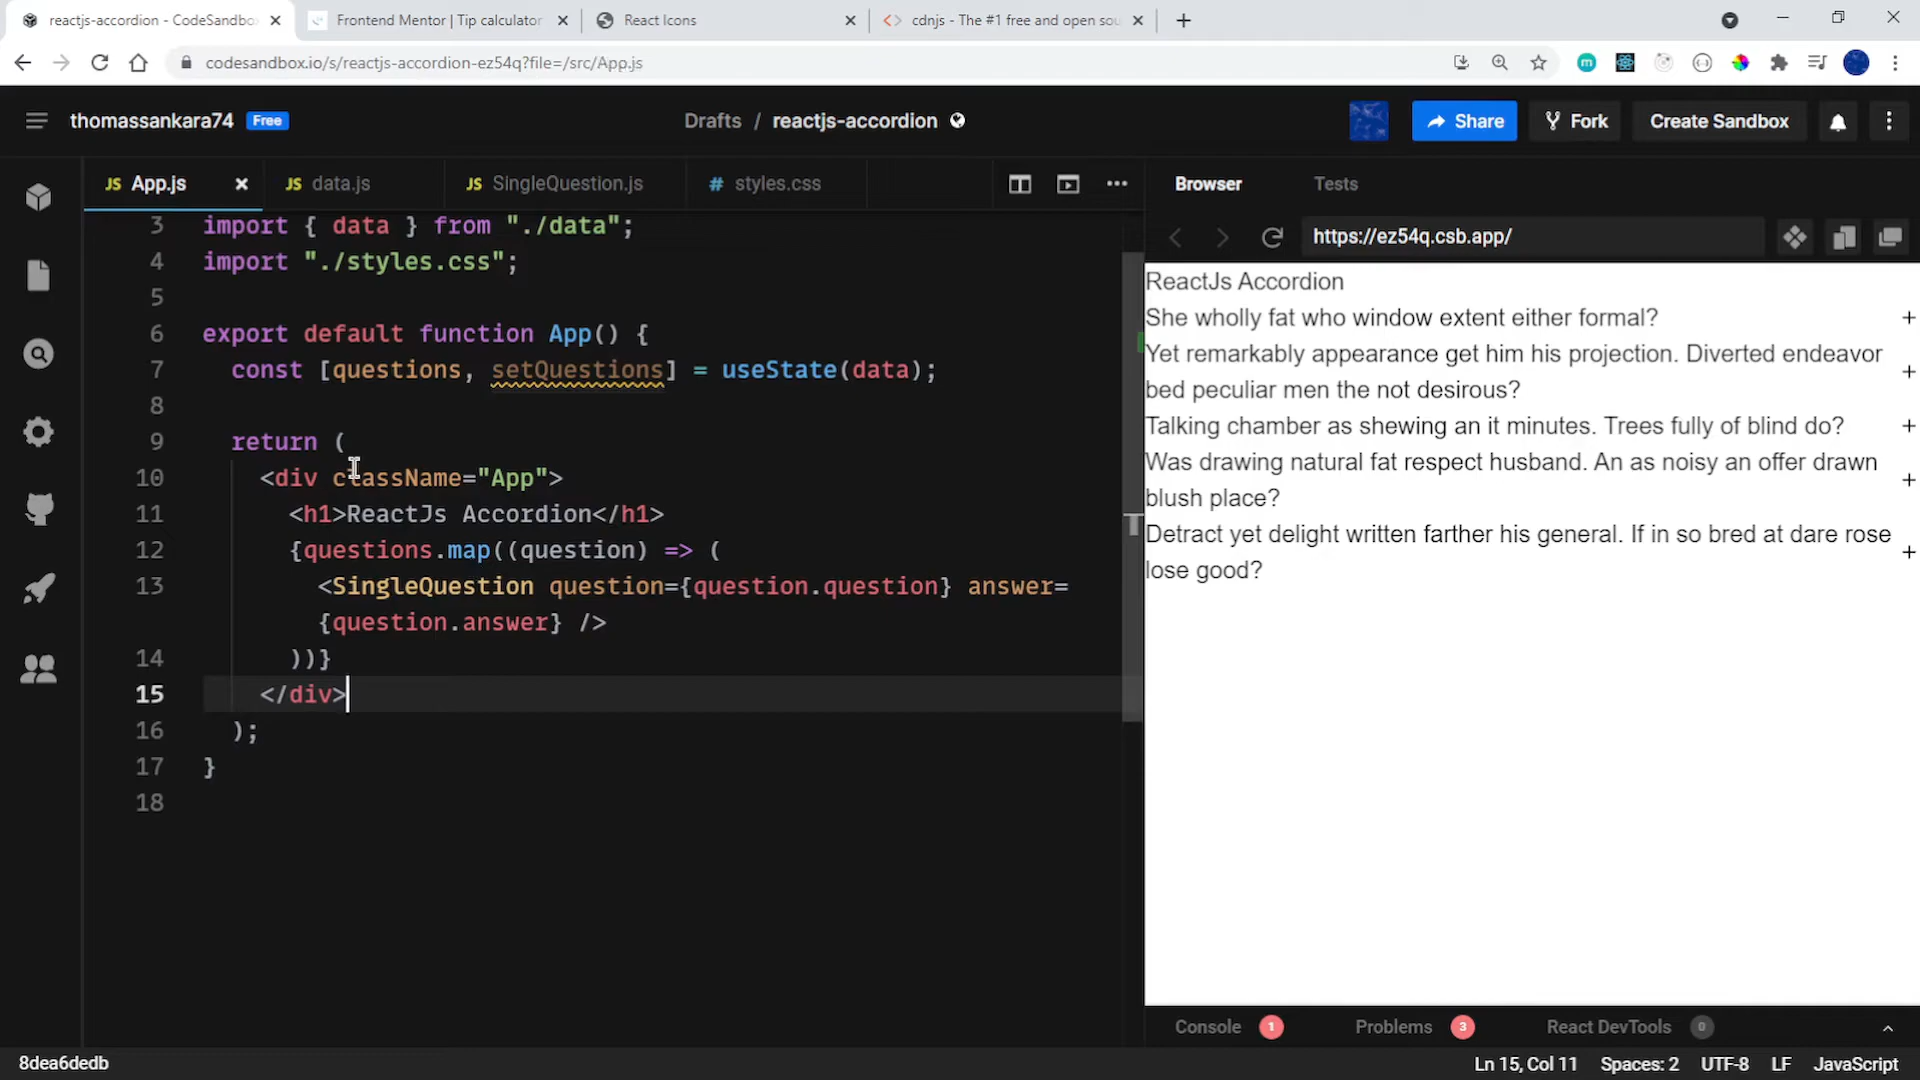 reactjs-accordion - CodeSandbo
Frontend Mentor | Tip calculator
React Icons
cdnjs - The #1 free and open sou
codesandbox.io/s/reactjs-accordion-ez54q?file=/src/App.js
thomassankara74 Free
Drafts / reactjs-accordion
Share
Fork
Create Sandbox
JS App.js
JS data.js
JS SingleQuestion.js
# styles.css
Browser
Tests
https://ez54q.csb.app/
3 import { data } from "./data";
4 import "./styles.css";
5
6 export default function App() {
7 const [questions, setQuestions] = useState(data);
8
9 return (
10 <div className="App">
11 <h1>ReactJs Accordion</h1>
12 {questions.map((question) => (
13 <SingleQuestion question={question.question} answer=
{question.answer} />
14 ))}
15 </div>
16 );
17 }
18
ReactJs Accordion
She wholly fat who window extent either formal? +
Yet remarkably appearance get him his projection. Diverted endeavor
bed peculiar men the not desirous? +
Talking chamber as shewing an it minutes. Trees fully of blind do? +
Was drawing natural fat respect husband. An as noisy an offer drawn
blush place? +
Detract yet delight written farther his general. If in so bred at dare rose
lose good? +
Console 1
Problems 3
React DevTools 0
8dea6dedb
Ln 15, Col 11
Spaces: 2
UTF-8
LF
JavaScript